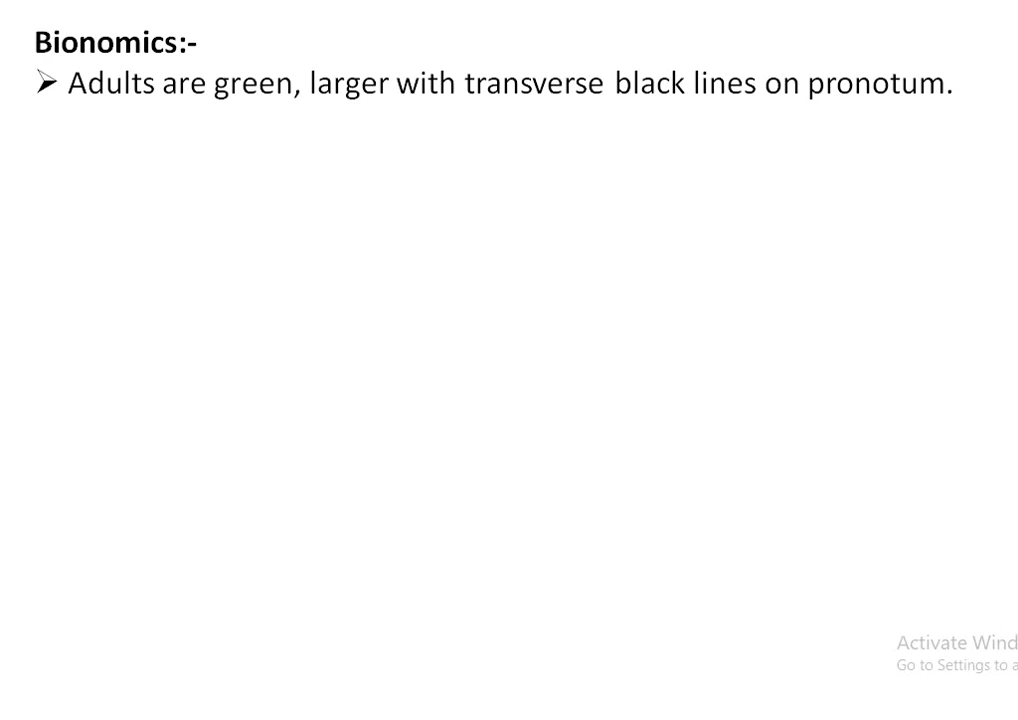 Bionomics:-
➢ Adults are green, larger with transverse black lines on pronotum.
Activate Wind
Go to Settings to a